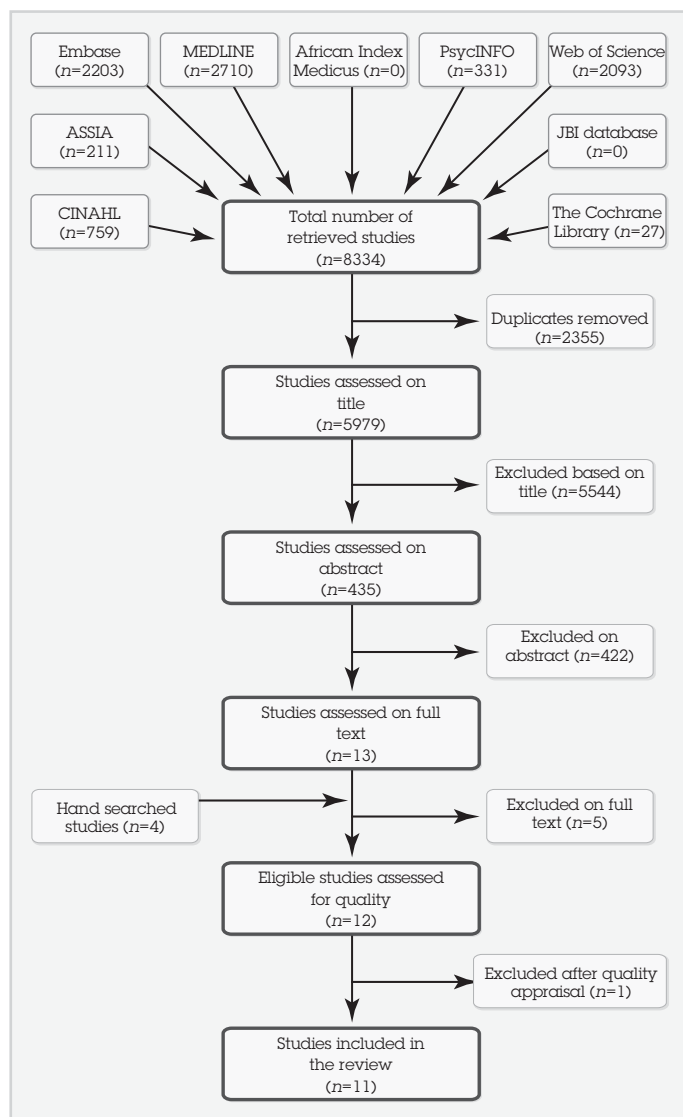 Embase
(n=2203)
MEDLINE
(n=2710)
African Index
Medicus (n=0)
PsycINFO
(n=331)
Web of Science
(n=2093)
ASSIA
(n=211)
JBI database
(n=0)
CINAHL
(n=759)
The Cochrane
Library (n=27)
Total number of
retrieved studies
(n=8334)
Duplicates removed
(n=2355)
Studies assessed on
title
(n=5979)
Excluded based on
title (n=5544)
Studies assessed on
abstract
(n=435)
Excluded on
abstract (n=422)
Studies assessed on full
text
(n=13)
Hand searched
studies (n=4)
Excluded on full
text (n=5)
Eligible studies assessed
for quality
(n=12)
Excluded after quality
appraisal (n=1)
Studies included in
the review
(n=11)